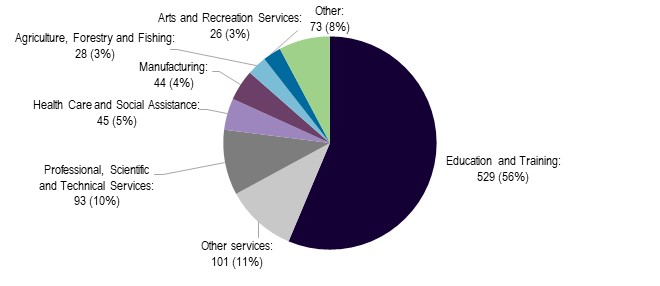 Other:
73 (8%)
Arts and Recreation Services:
26 (3%)
Agriculture, Forestry and Fishing:
28 (3%)
Manufacturing:
44 (4%)
Health Care and Social Assistance:
45 (5%)
Professional, Scientific
and Technical Services:
93 (10%)
Other services:
101 (11%)
Education and Training:
529 (56%)